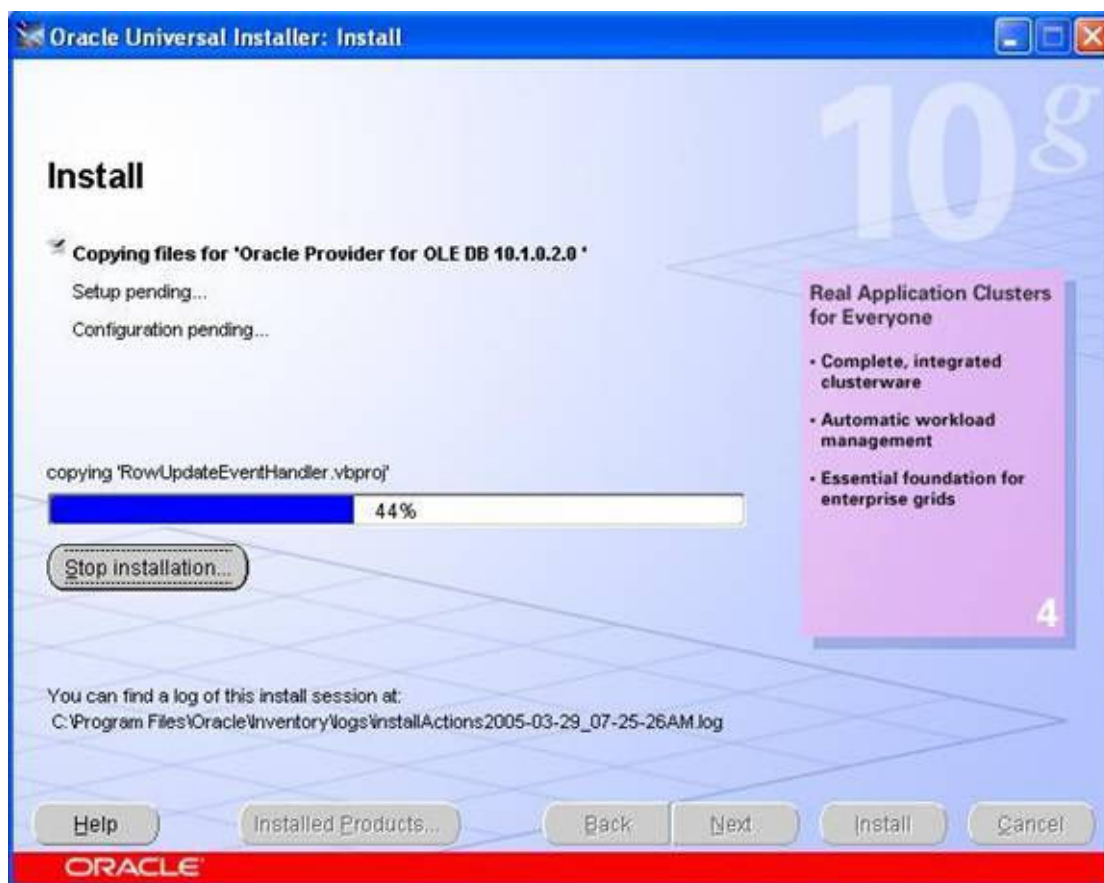 Oracle Universal Installer: Install
10g
Install
Copying files for 'Oracle Provider for OLE DB 10.1.0.2.0 '
Setup pending...
Configuration pending...
Real Application Clusters
for Everyone
• Complete, integrated
clusterware
• Automatic workload
management
• Essential foundation for
enterprise grids
4
copying 'RowUpdateEventHandler.vbproj'
44%
Stop installation...
You can find a log of this install session at:
C:\Program Files\Oracle\Inventory\logs\installActions2005-03-29_07-25-26AM.log
Help
Installed Products...
Back
Next
Install
Cancel
ORACLE